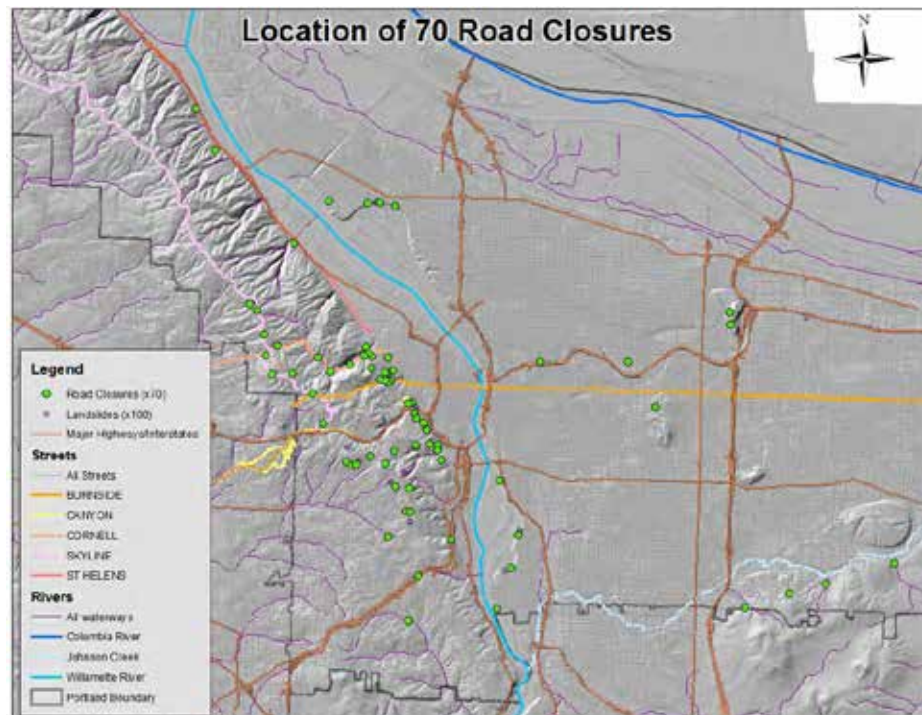 Location of 70 Road Closures
N
Legend
Road Closures (x70)
Landslides (x100)
Major Highways/Interstates
Streets
All Streets
BURNSIDE
CANYON
CORNELL
SKYLINE
ST HELENS
Rivers
All waterways
Columbia River
Johnson Creek
Willamette River
Portland Boundary